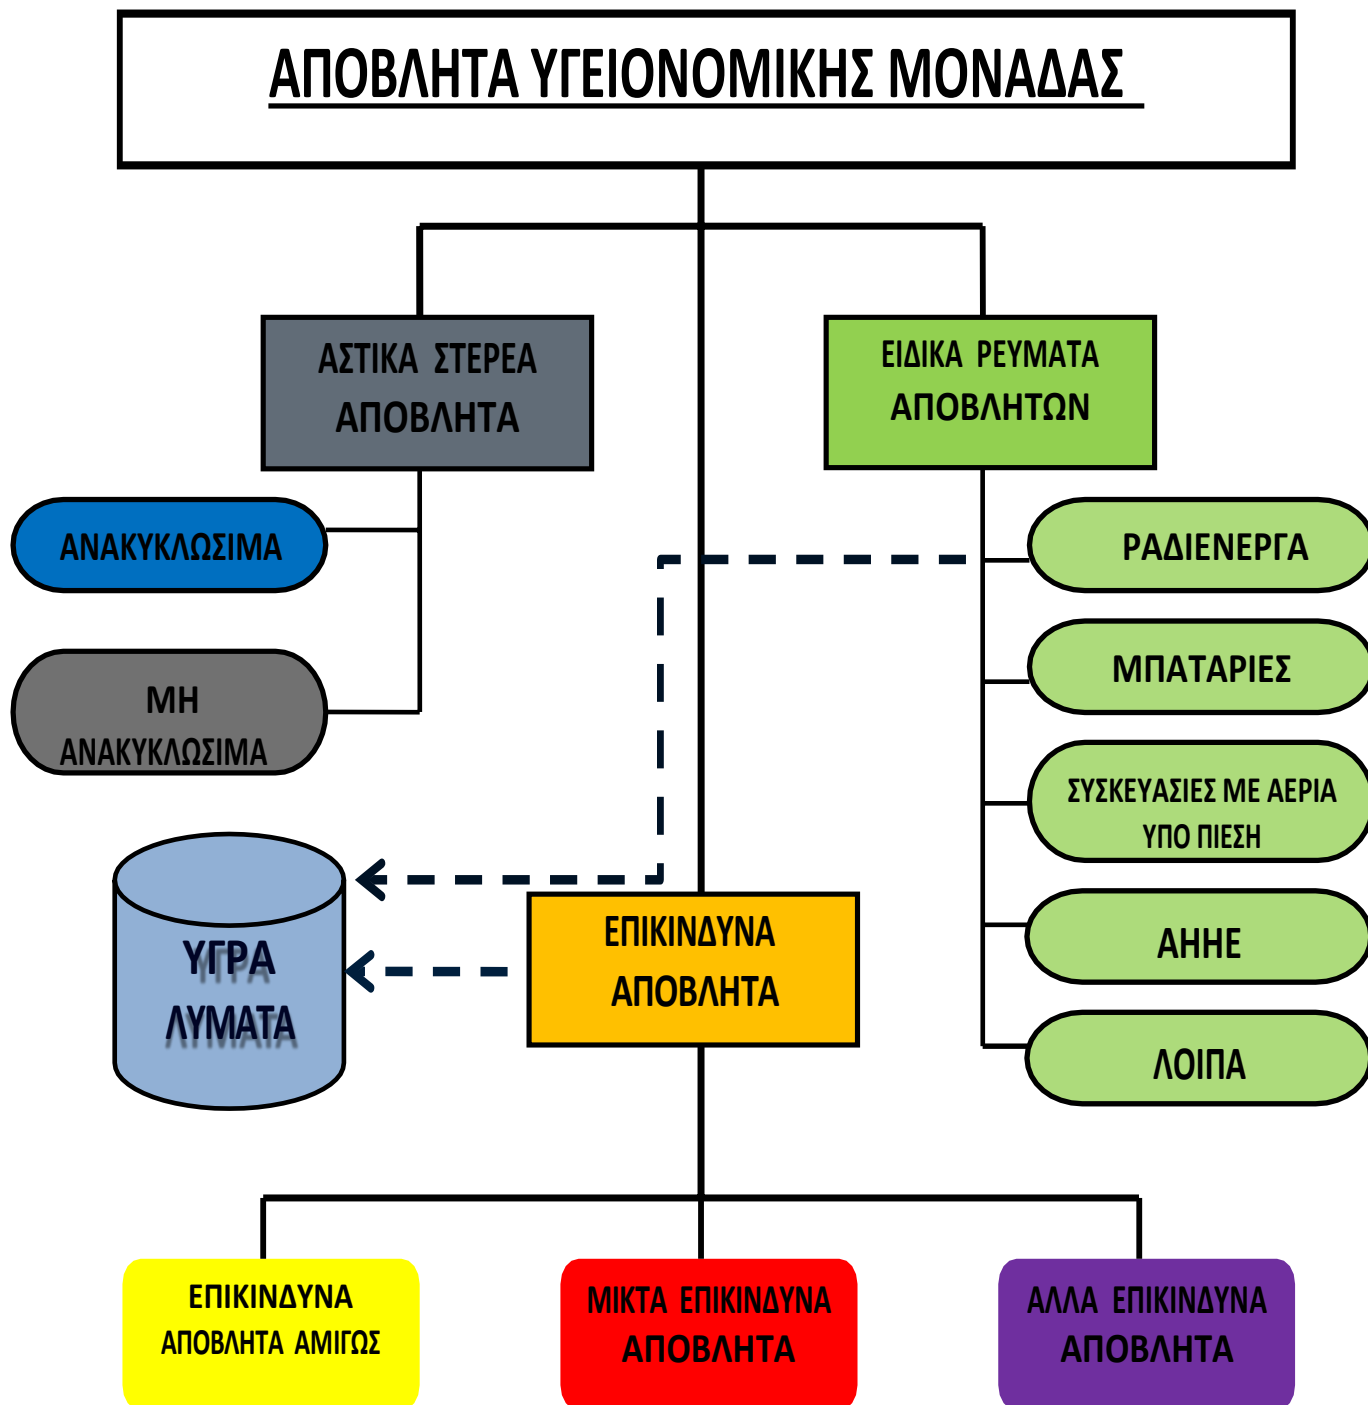 ΑΠΟΒΛΗΤΑ ΥΓΕΙΟΝΟΜΙΚΗΣ ΜΟΝΑΔΑΣ
ΑΣΤΙΚΑ ΣΤΕΡΕΑ
ΑΠΟΒΛΗΤΑ
ΕΙΔΙΚΑ ΡΕΥΜΑΤΑ
ΑΠΟΒΛΗΤΩΝ
ΑΝΑΚΥΚΛΩΣΙΜΑ
ΜΗ
ΑΝΑΚΥΚΛΩΣΙΜΑ
ΡΑΔΙΕΝΕΡΓΑ
ΜΠΑΤΑΡΙΕΣ
ΣΥΣΚΕΥΑΣΙΕΣ ΜΕ ΑΕΡΙΑ
ΥΠΟ ΠΙΕΣΗ
ΑΗΗΕ
ΛΟΙΠΑ
ΥΓΡΑ
ΛΥΜΑΤΑ
ΕΠΙΚΙΝΔΥΝΑ
ΑΠΟΒΛΗΤΑ
ΕΠΙΚΙΝΔΥΝΑ
ΑΠΟΒΛΗΤΑ ΑΜΙΓΩΣ
ΜΙΚΤΑ ΕΠΙΚΙΝΔΥΝΑ
ΑΠΟΒΛΗΤΑ
ΑΛΛΑ ΕΠΙΚΙΝΔΥΝΑ
ΑΠΟΒΛΗΤΑ